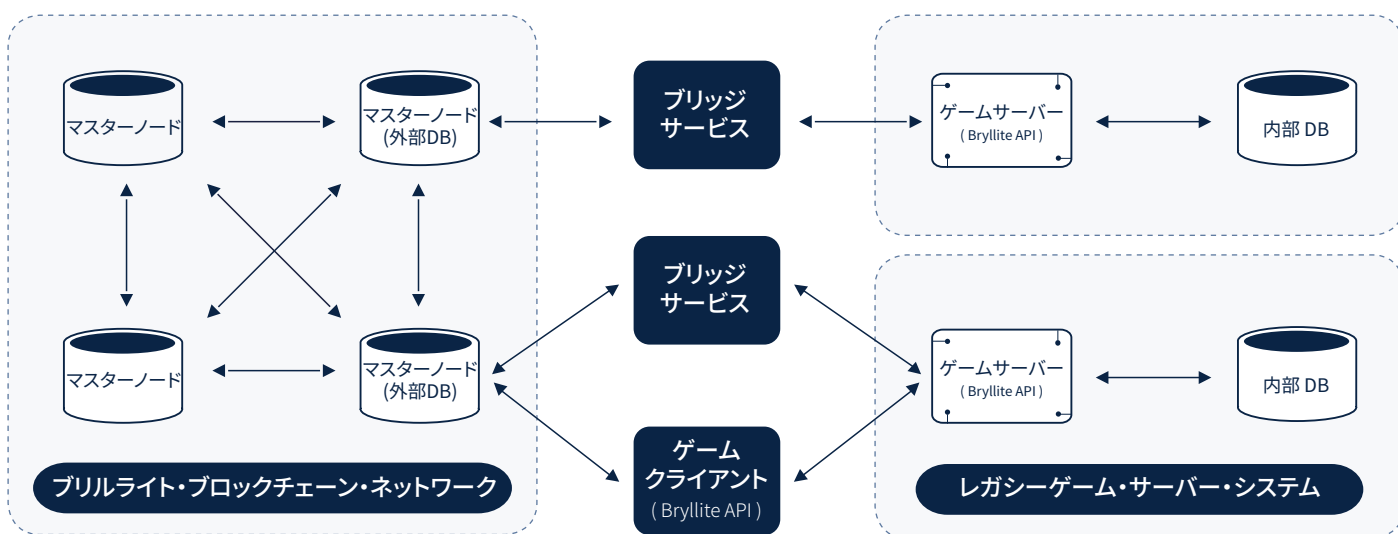 マスターノード
マスターノード
(外部DB)
ブリッジ
サービス
ゲームサーバー
( Bryllite API )
内部 DB
ブリッジ
サービス
マスターノード
マスターノード
(外部DB)
ゲームサーバー
( Bryllite API )
内部 DB
ゲーム
クライアント
( Bryllite API )
ブリルライト・ブロックチェーン・ネットワーク
レガシーゲーム・サーバー・システム